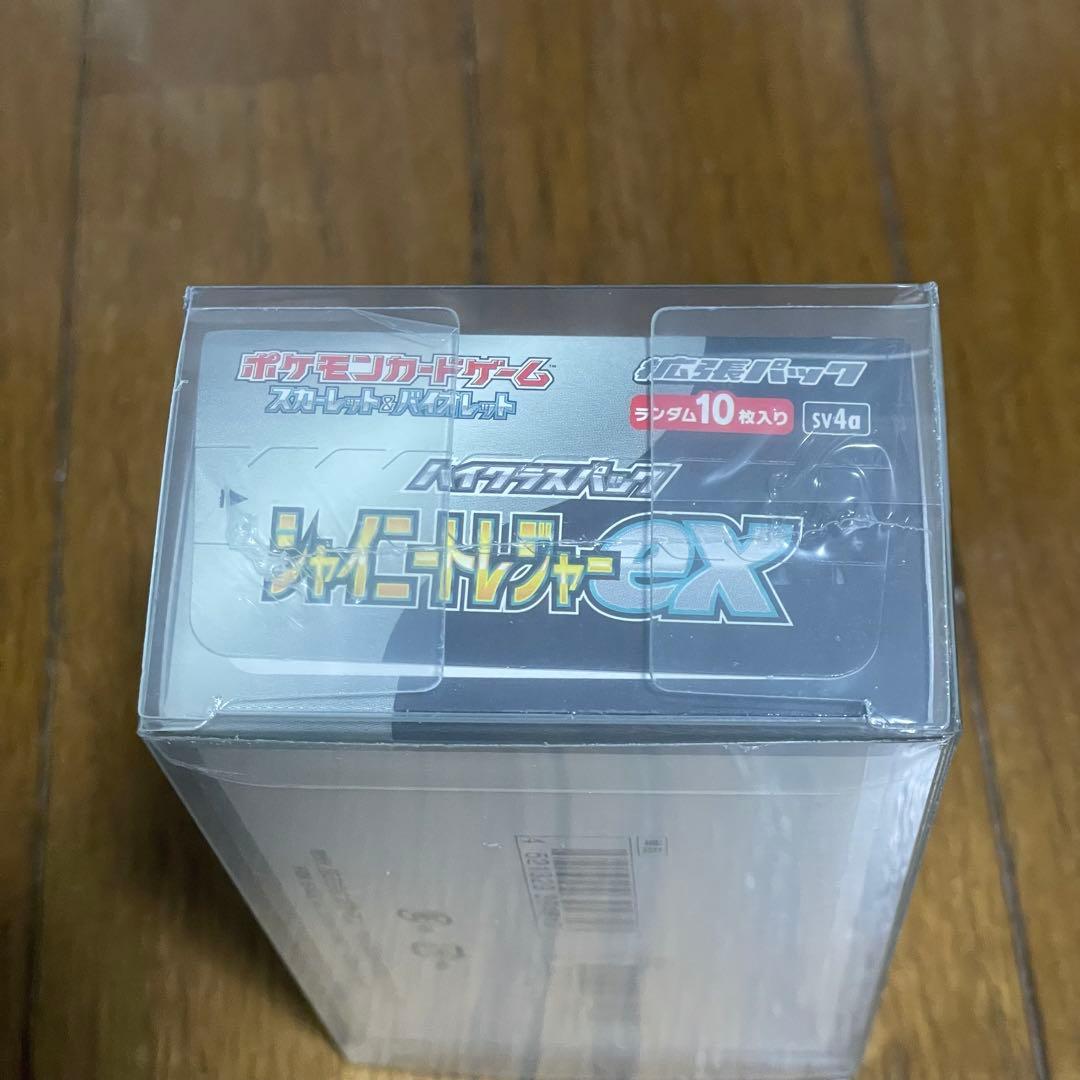 ポケモンカードゲーム™
スカーレット&バイオレット
拡張パック
ランダム10枚入り
SV4a
ハイクラスパック
シャイニートレジャーex